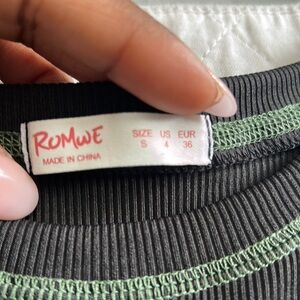 ROMWE
MADE IN CHINA
SIZE US EUR
S 4 36